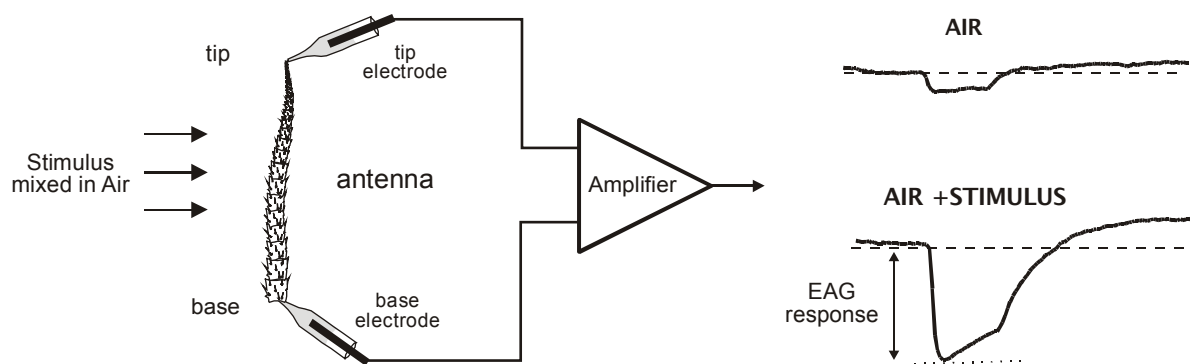 tip
tip
electrode
Stimulus
mixed in Air
antenna
Amplifier
base
base
electrode
AIR
AIR +STIMULUS
EAG
response